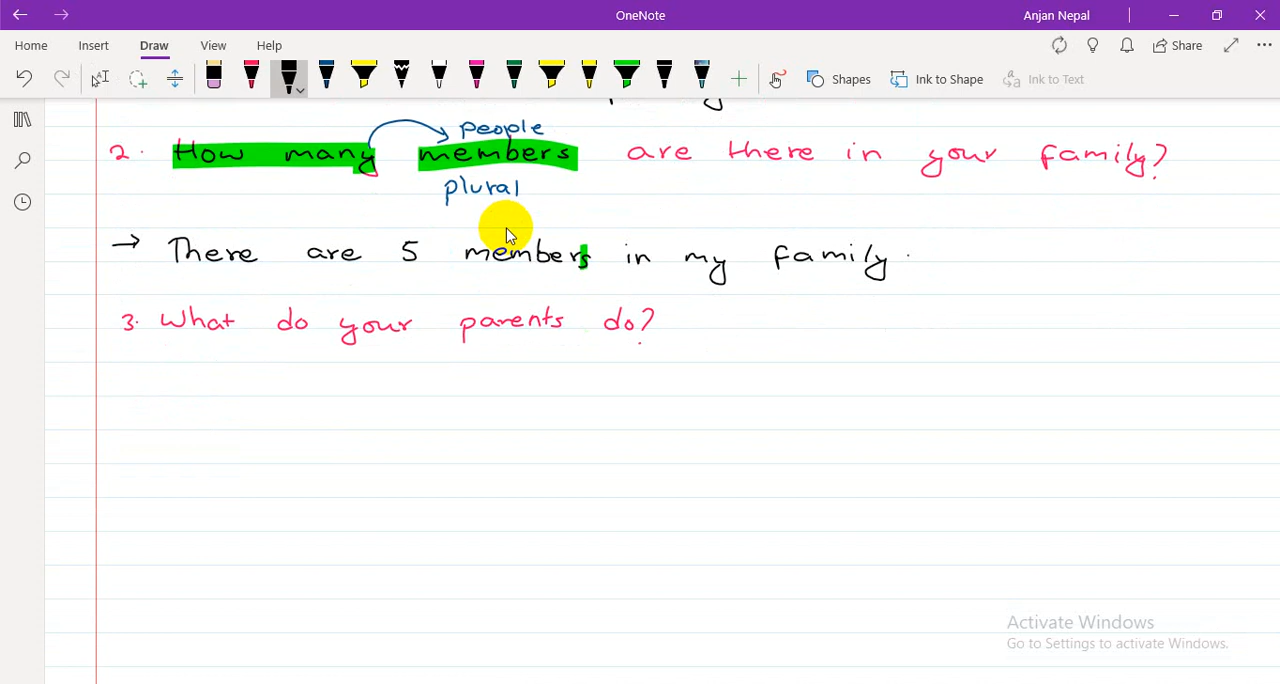 OneNote
Anjan Nepal
Home Insert Draw View Help
Share
Shapes
Ink to Shape
Ink to Text
people
2. How many members are there in your family?
plural
→ There are 5 members in my family.
3. What do your parents do?
Activate Windows
Go to Settings to activate Windows.